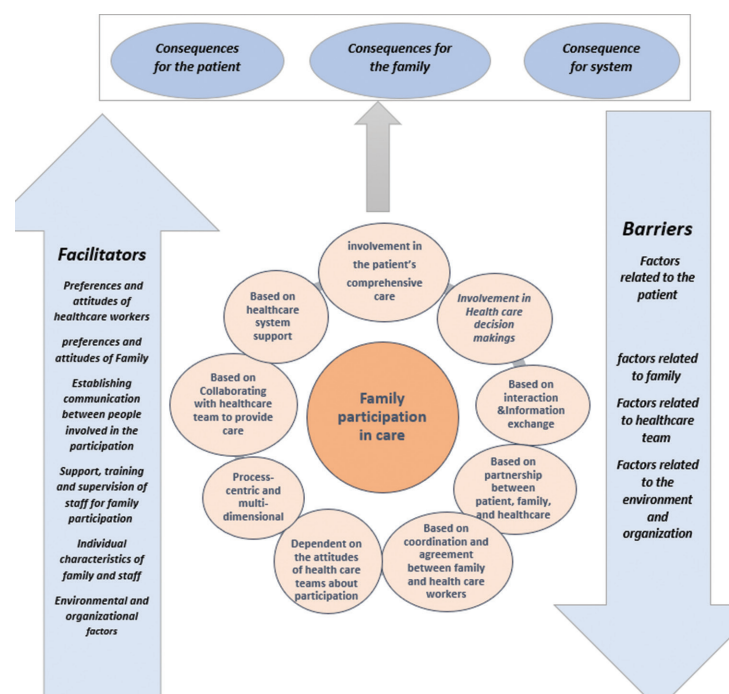 Consequences
for the patient
Consequences for
the family
Consequence
for system
Facilitators
Preferences and
attitudes of
healthcare workers
preferences and
attitudes of Family
Establishing
communication
between people
involved in the
participation
Support, training
and supervision of
staff for family
participation
Individual
characteristics of
family and staff
Environmental and
organizational
factors
involvement in
the patient's
comprehensive
care
Involvement in
Health care
decision
makings
Based on
interaction
&Information
exchange
Based on
partnership
between
patient, family,
and healthcare
Based on
coordination and
agreement
between family
and health care
workers
Dependent on
the attitudes
of health care
teams about
participation
Process-
centric and
multi-
dimensional
Based on
Collaborating
with healthcare
team to provide
care
Based on
healthcare
system
support
Family
participation
in care
Barriers
Factors
related to the
patient
factors related
to family
Factors related
to healthcare
team
Factors related
to the
environment
and
organization